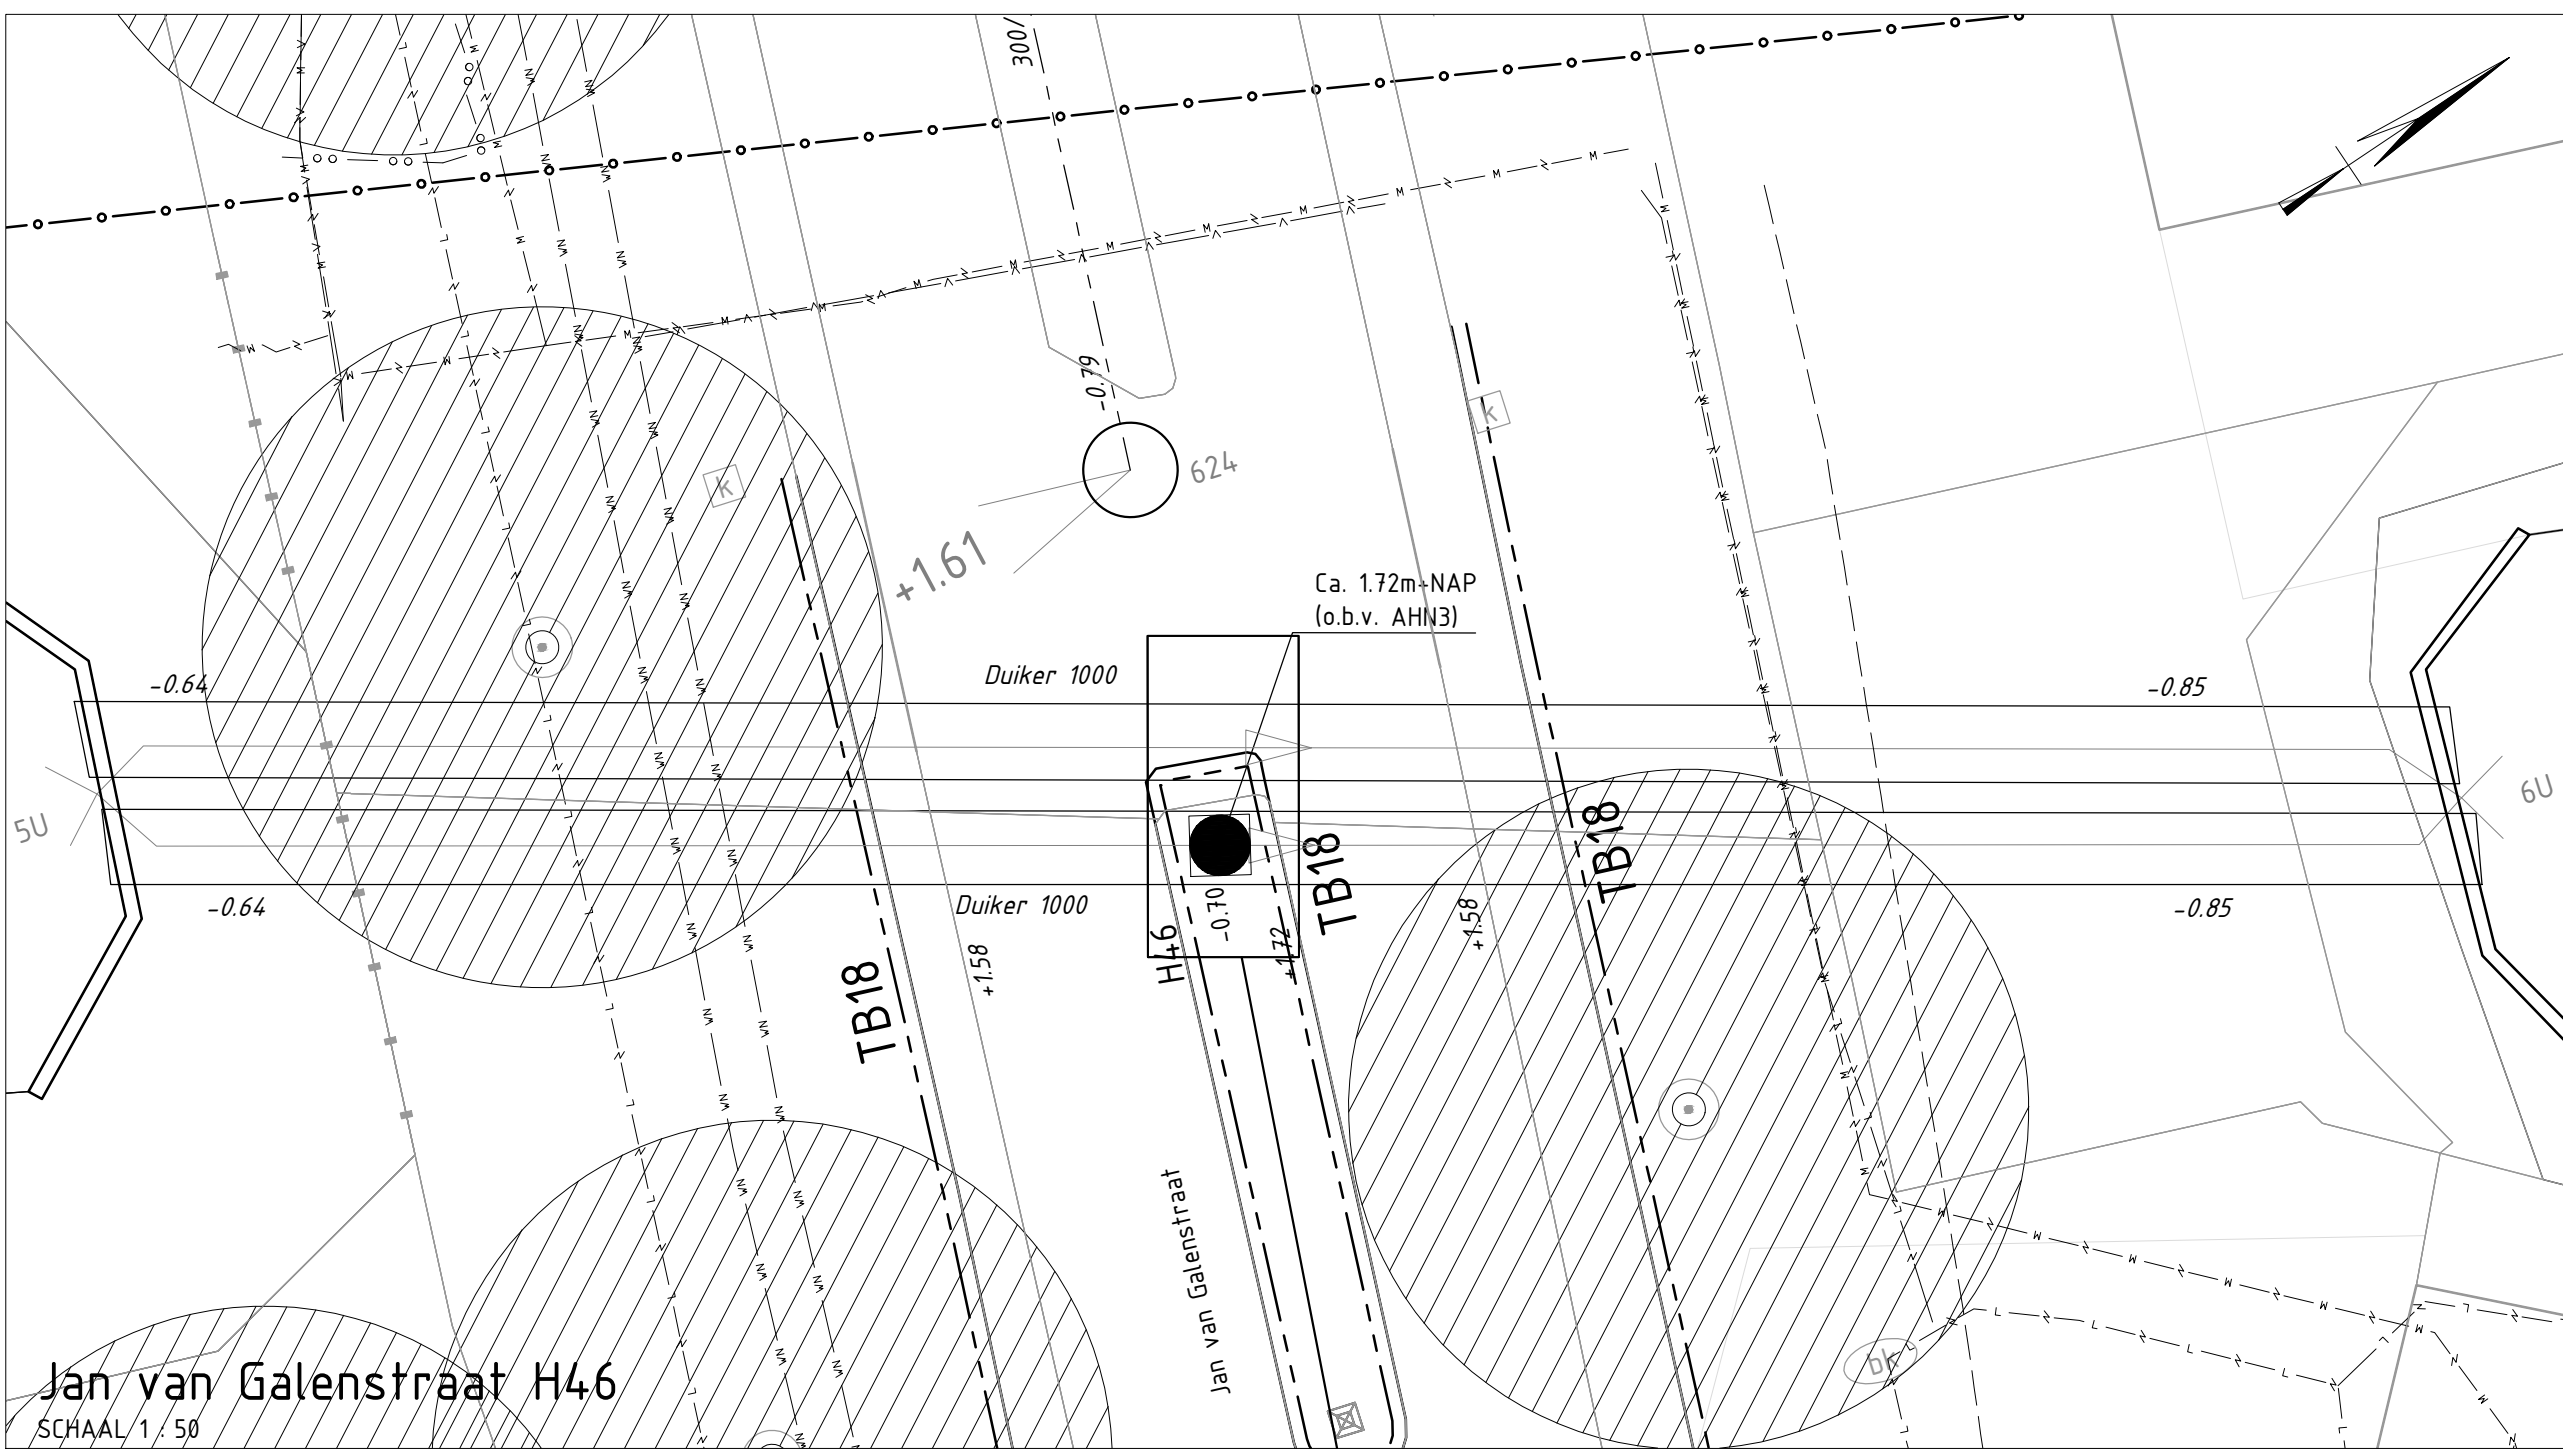 300/
-0.79
k
k
624
+1.61
Ca. 1.72m+NAP
(o.b.v. AHN3)
-0.64
Duiker 1000
-0.85
5U
6U
TB18
TB18
-0.64
Duiker 1000
-0.70
-0.85
H46
+1.72
+1.58
+1.58
TB18
Jan van Galenstraat
bk
Jan van Galenstraat H46
SCHAAL 1 : 50